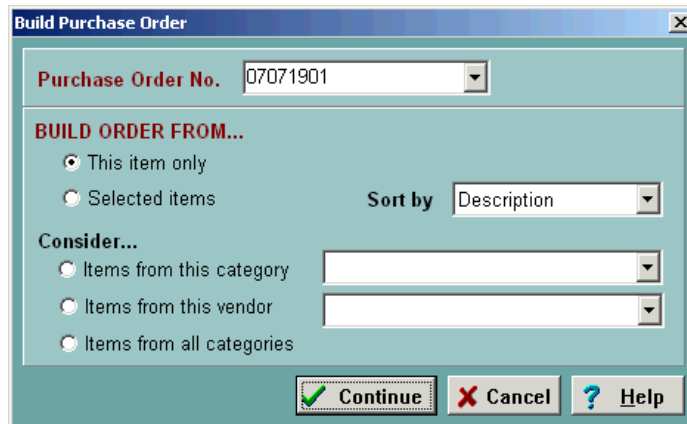 Build Purchase Order
Purchase Order No. 07071901
BUILD ORDER FROM...
This item only
Selected items Sort by Description
Consider...
Items from this category
Items from this vendor
Items from all categories
Continue Cancel ? Help